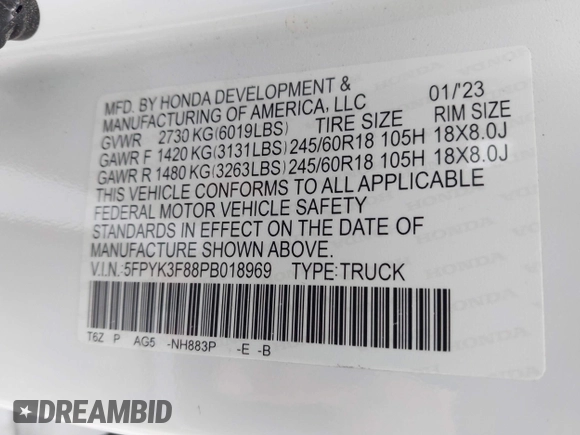 MFD. BY HONDA DEVELOPMENT & 01/'23
MANUFACTURING OF AMERICA, LLC
GVWR 2730 KG(6019LBS) TIRE SIZE RIM SIZE
GAWR F 1420 KG(3131LBS) 245/60R18 105H 18X8.0J
GAWR R 1480 KG(3263LBS) 245/60R18 105H 18X8.0J
THIS VEHICLE CONFORMS TO ALL APPLICABLE
FEDERAL MOTOR VEHICLE SAFETY
STANDARDS IN EFFECT ON THE DATE OF
MANUFACTURE SHOWN ABOVE.
V.I.N.:5FPYK3F88PB018969 TYPE:TRUCK
T6Z P AG5 -NH883P -E -B
DREAMBID